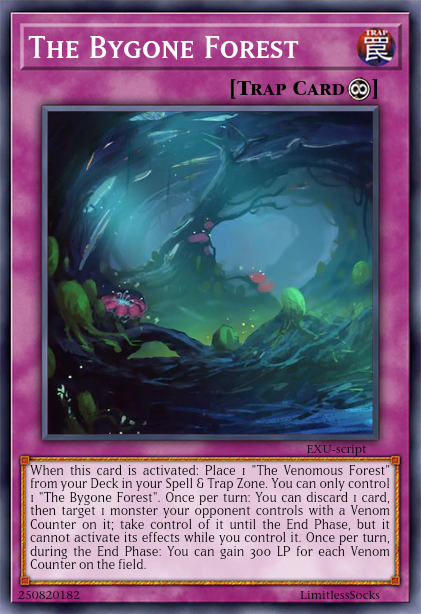 THE BYGONE FOREST
TRAP
罠
[TRAP CARD∞]
EXU-script
When this card is activated: Place 1 "The Venomous Forest"
from your Deck in your Spell & Trap Zone. You can only control
1 "The Bygone Forest". Once per turn: You can discard 1 card,
then target 1 monster your opponent controls with a Venom
Counter on it; take control of it until the End Phase, but it
cannot activate its effects while you control it. Once per turn,
during the End Phase: You can gain 300 LP for each Venom
Counter on the field.
250820182 LimitlessSocks